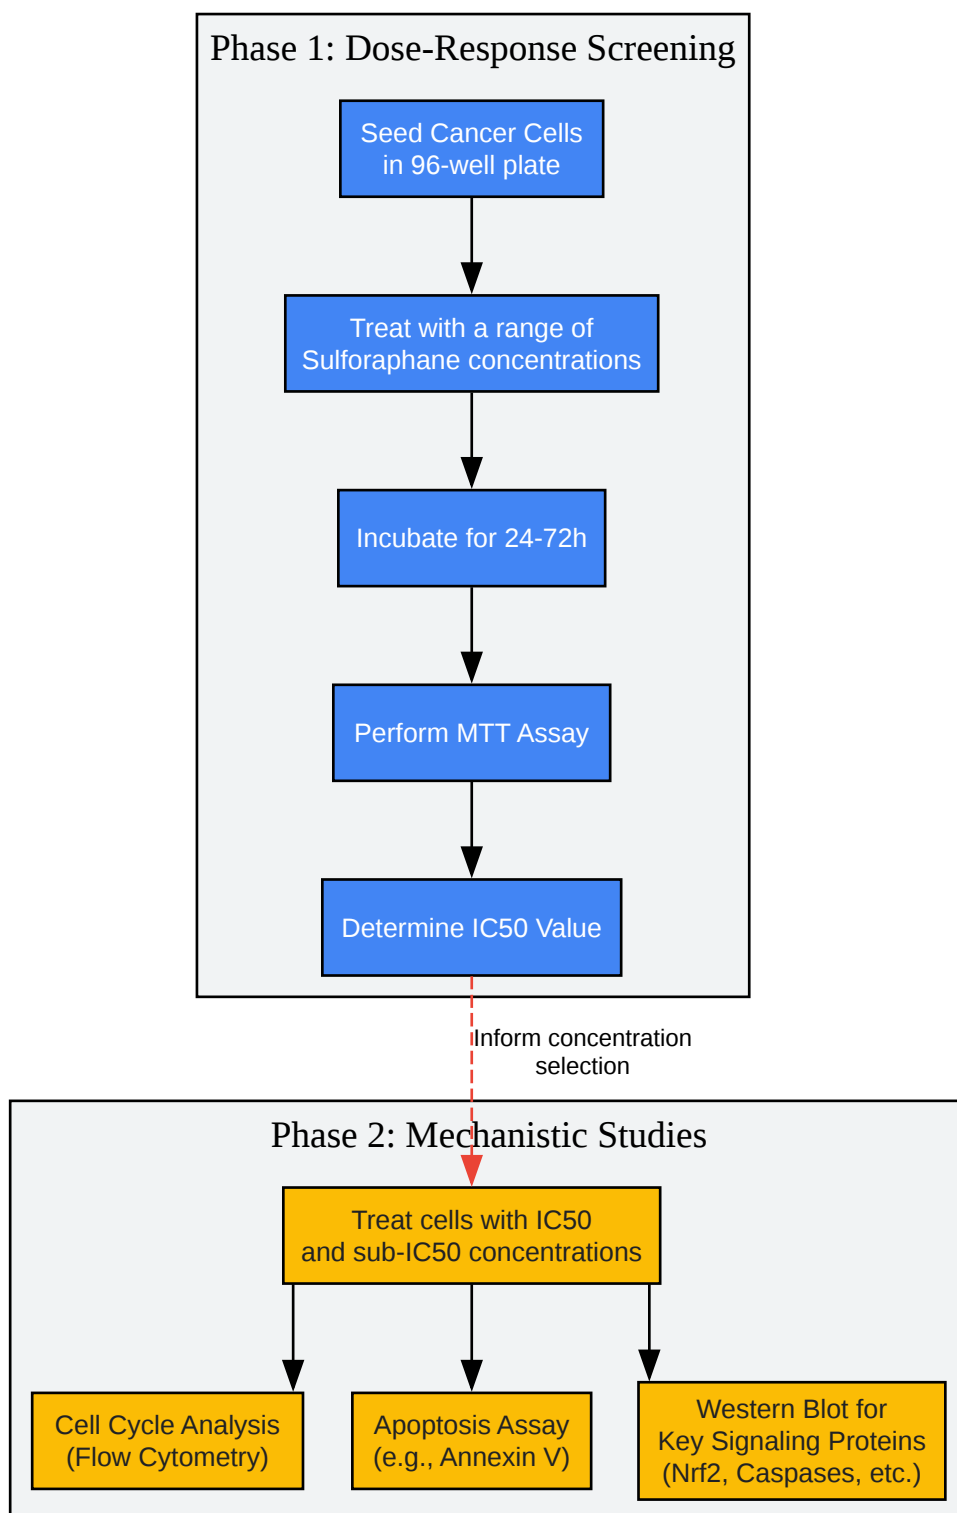 Phase 1: Dose-Response Screening
Seed Cancer Cells
in 96-well plate
Treat with a range of
Sulforaphane concentrations
Incubate for 24-72h
Perform MTT Assay
Determine IC50 Value
Inform concentration
selection
Phase 2: Mechanistic Studies
Treat cells with IC50
and sub-IC50 concentrations
Cell Cycle Analysis
(Flow Cytometry)
Apoptosis Assay
(e.g., Annexin V)
Western Blot for
Key Signaling Proteins
(Nrf2, Caspases, etc.)